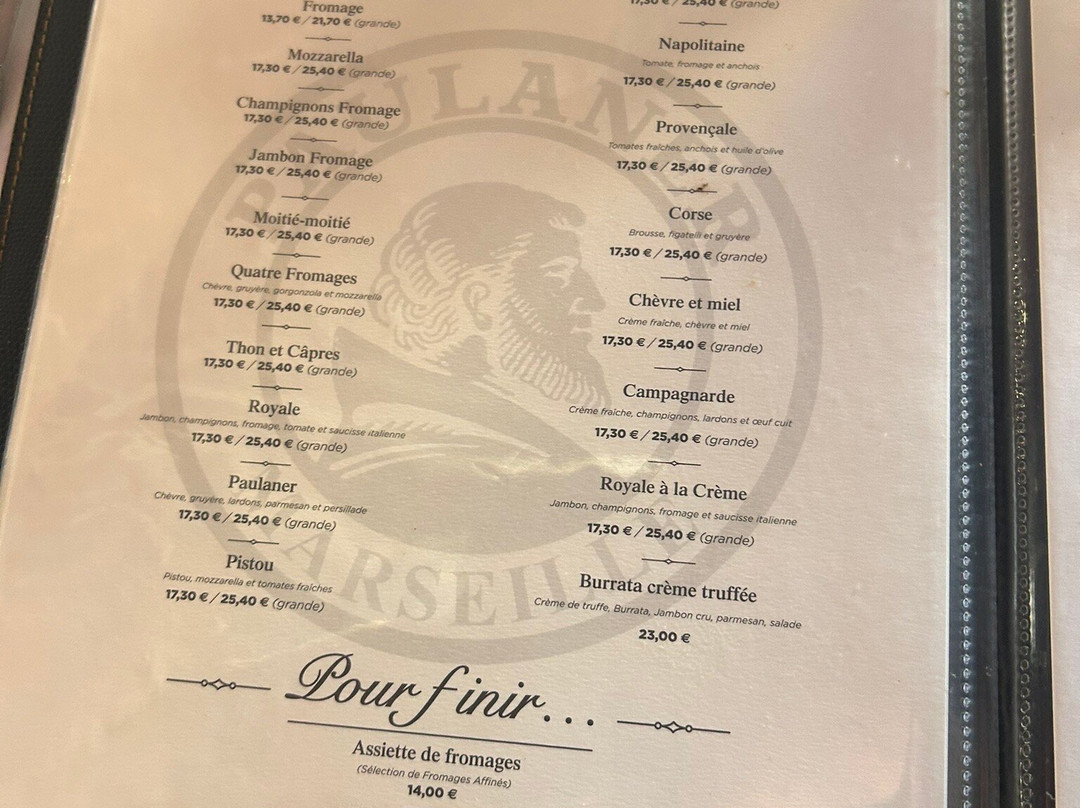 Fromage
13,70 € / 21,70 € (grande)
Mozzarella
17,30 € / 25,40 € (grande)
Champignons Fromage
17,30 € / 25,40 € (grande)
Jambon Fromage
17,30 € / 25,40 € (grande)
Moitié-moitié
17,30 € / 25,40 € (grande)
Quatre Fromages
Chèvre, gruyère, gorgonzola et mozzarella
17,30 € / 25,40 € (grande)
Thon et Câpres
17,30 € / 25,40 € (grande)
Royale
Jambon, champignons, fromage, tomate et saucisse italienne
17,30 € / 25,40 € (grande)
Paulaner
Chèvre, gruyère, lardons, parmesan et persillade
17,30 € / 25,40 € (grande)
Pistou
Pistou, mozzarella et tomates fraîches
17,30 € / 25,40 € (grande)
17,30 € / 25,40 € (grande)
Napolitaine
Tomate, fromage et anchois
17,30 € / 25,40 € (grande)
Provençale
Tomates fraîches, anchois et huile d'olive
17,30 € / 25,40 € (grande)
Corse
Brousse, figatelli et gruyère
17,30 € / 25,40 € (grande)
Chèvre et miel
Crème fraîche, chèvre et miel
17,30 € / 25,40 € (grande)
Campagnarde
Crème fraîche, champignons, lardons et œuf cuit
17,30 € / 25,40 € (grande)
Royale à la Crème
Jambon, champignons, fromage et saucisse italienne
17,30 € / 25,40 € (grande)
Burrata crème truffée
Crème de truffe, Burrata, Jambon cru, parmesan, salade
23,00 €
Pour finir...
Assiette de fromages
(Sélection de Fromages Affinés)
14,00 €
PAULANER
MARSEILLE